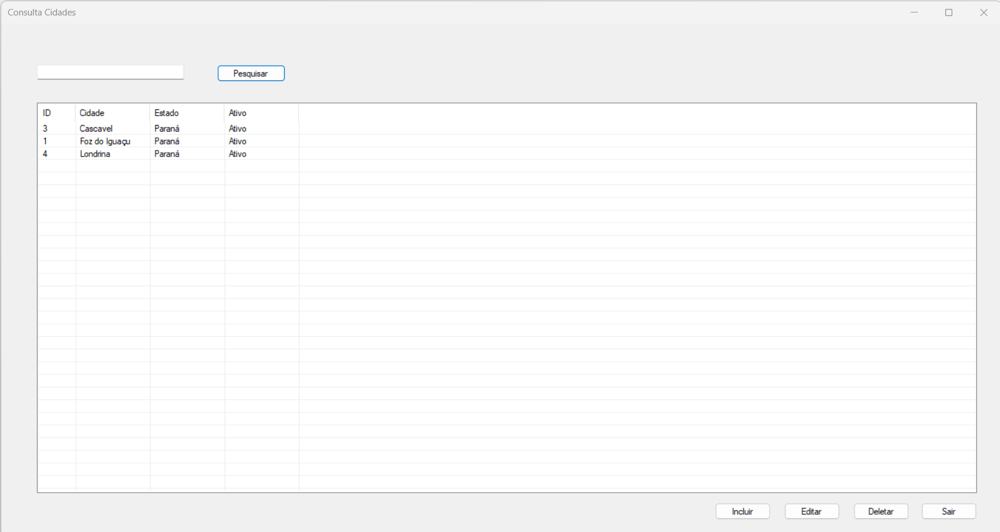 Consulta Cidades
Pesquisar
ID Cidade Estado Ativo
3 Cascavel Paraná Ativo
1 Foz do Iguaçu Paraná Ativo
4 Londrina Paraná Ativo
Incluir Editar Deletar Sair